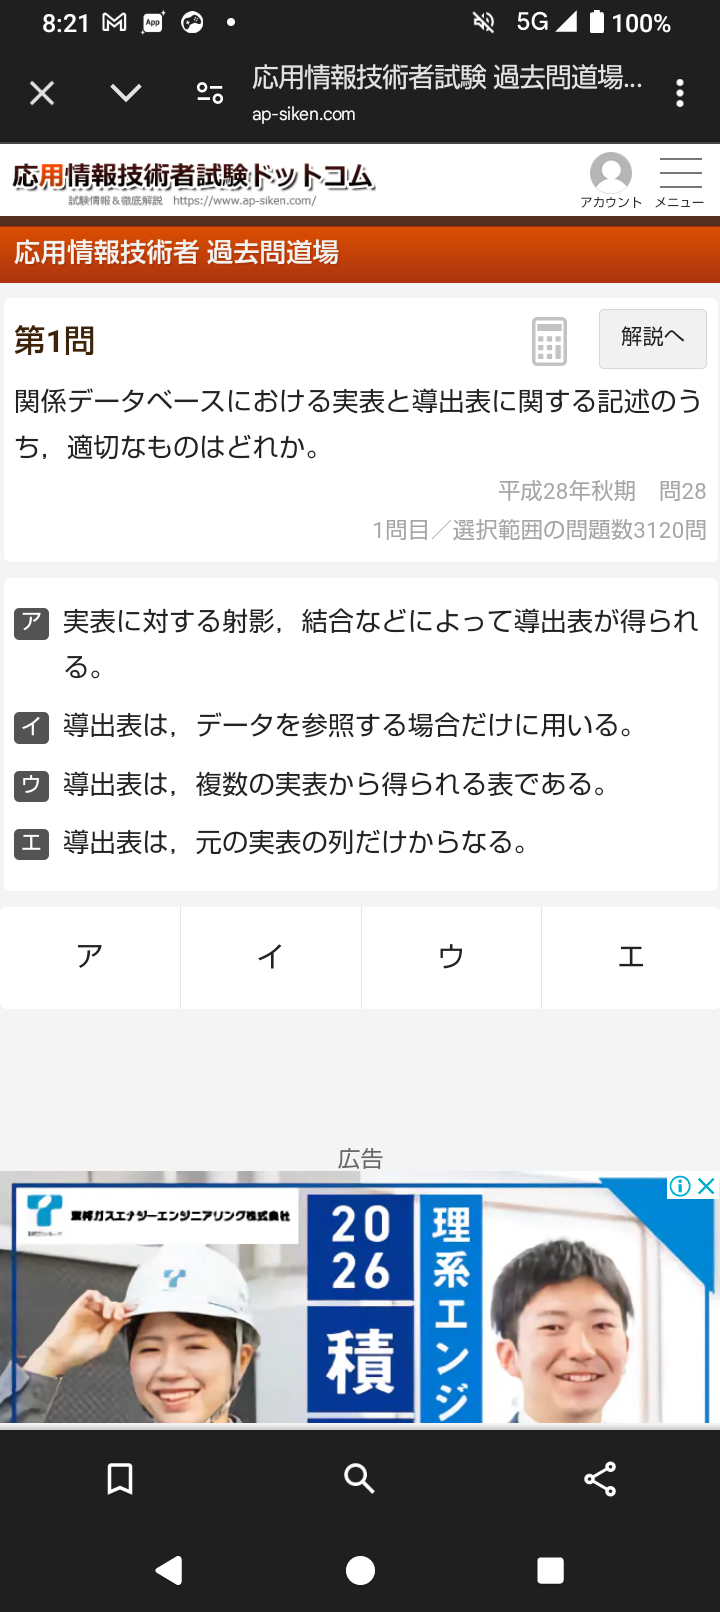 8:21
App
5G
100%
応用情報技術者試験 過去問道場...
ap-siken.com
応用情報技術者試験ドットコム
試験情報&徹底解説 https://www.ap-siken.com/
アカウント
メニュー
応用情報技術者 過去問道場
第1問
解説へ
関係データベースにおける実表と導出表に関する記述のう
ち，適切なものはどれか。
平成28年秋期 問28
1問目／選択範囲の問題数3120問
ア 実表に対する射影，結合などによって導出表が得られ
る。
イ 導出表は，データを参照する場合だけに用いる。
ウ 導出表は，複数の実表から得られる表である。
エ 導出表は，元の実表の列だけからなる。
ア イ ウ エ
広告
東邦ガスエナジーエンジニアリング株式会社
2026
積
理系エンジ